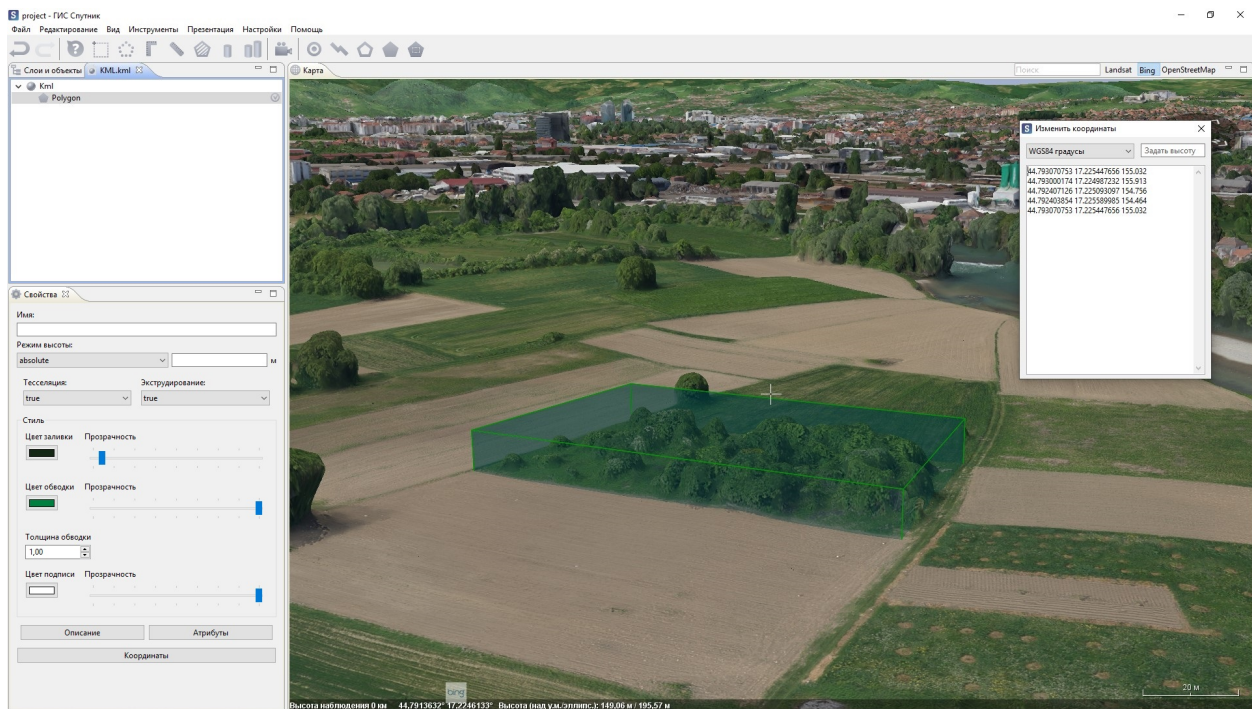 project - ГИС Спутник
Файл Редактирование Вид Инструменты Презентация Настройки Помощь
Слои и объекты KML.kml
Карта
Поиск Landsat Bing OpenStreetMap
Kml
Polygon
Изменить координаты
WGS84 градусы Задать высоту
44.793070753 17.225447656 155.032
44.793000174 17.224987232 155.913
44.792407126 17.225093097 154.756
44.792403854 17.225589985 154.464
44.793070753 17.225447656 155.032
Свойства
Имя:
Режим высоты:
absolute м
Тесселяция: Экструдирование:
true true
Стиль
Цвет заливки Прозрачность
Цвет обводки Прозрачность
Толщина обводки
1,00
Цвет подписи Прозрачность
Описание Атрибуты
Координаты
bing
20 м
Высота наблюдения 0 км 44,7913632° 17,2246133° Высота (над у.м./эллипс.): 149,06 м / 195,57 м